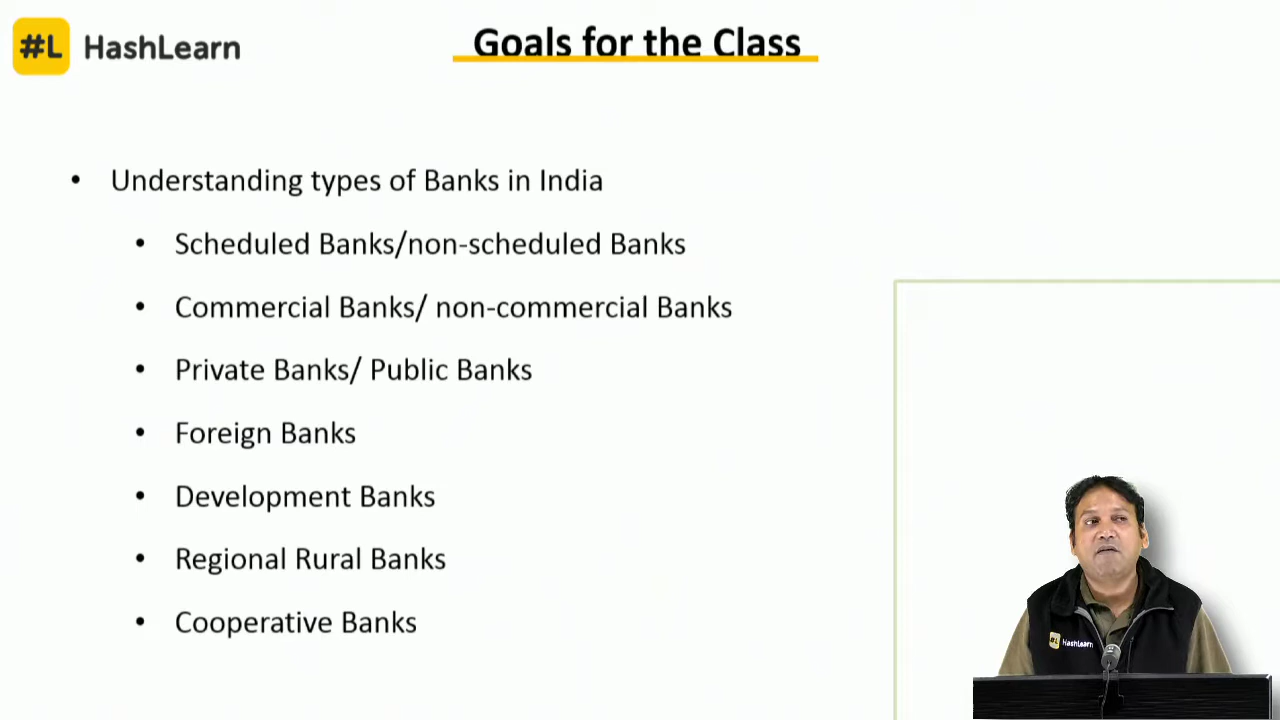 #L HashLearn
Goals for the Class
• Understanding types of Banks in India
• Scheduled Banks/non-scheduled Banks
• Commercial Banks/ non-commercial Banks
• Private Banks/ Public Banks
• Foreign Banks
• Development Banks
• Regional Rural Banks
• Cooperative Banks
#L HashLearn